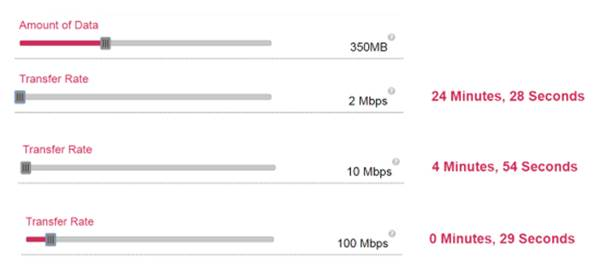 Amount of Data
350MB
Transfer Rate
2 Mbps
24 Minutes, 28 Seconds
Transfer Rate
10 Mbps
4 Minutes, 54 Seconds
Transfer Rate
100 Mbps
0 Minutes, 29 Seconds